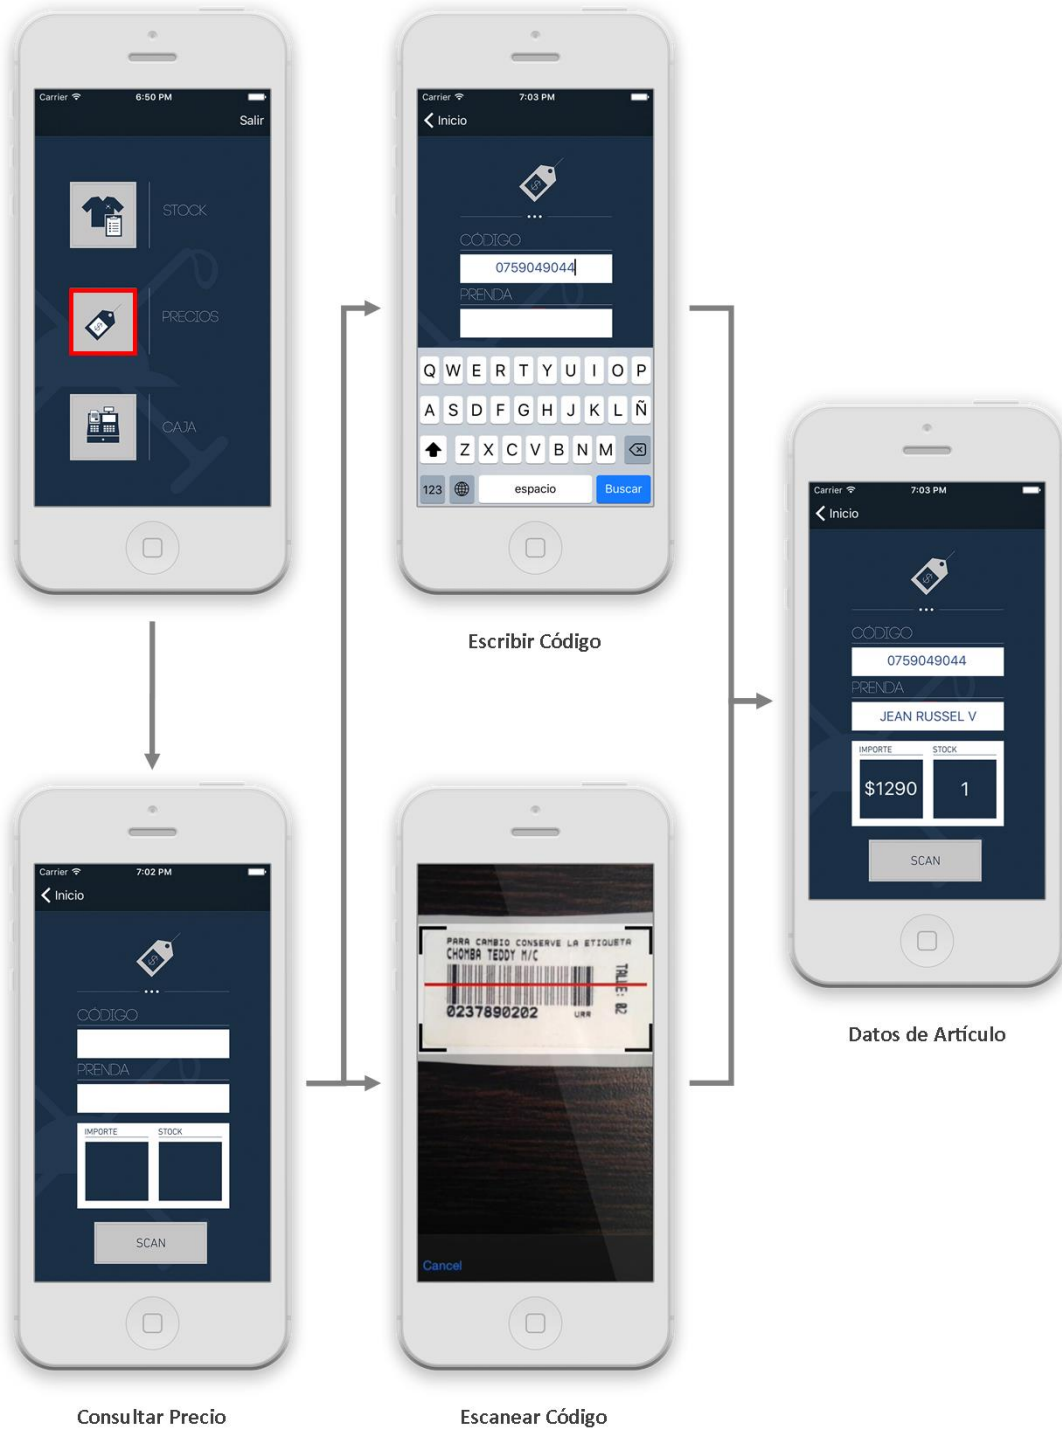 Carrier 6:50 PM
Salir
STOCK
PRECIOS
CAJA
Carrier 7:03 PM
Inicio
CÓDIGO
0759049044
PRENDA
Q W E R T Y U I O P
A S D F G H J K L Ñ
Z X C V B N M
123 espacio Buscar
Escribir Código
Carrier 7:02 PM
Inicio
CÓDIGO
PRENDA
IMPORTE STOCK
SCAN
Consultar Precio
PARA CAMBIO CONSERVE LA ETIQUETA
CHOMBA TEDDY M/C
TALLE: 02
0237890202 URR
Cancel
Escanear Código
Carrier 7:03 PM
Inicio
CÓDIGO
0759049044
PRENDA
JEAN RUSSEL V
IMPORTE STOCK
$1290 1
SCAN
Datos de Artículo